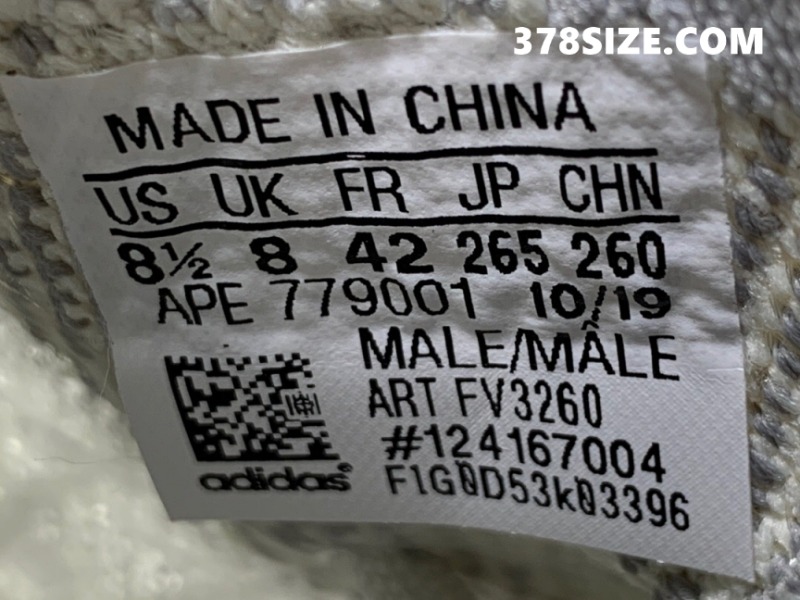 378SIZE.COM
MADE IN CHINA
US UK FR JP CHN
8½ 8 42 265 260
APE 779001 10/19
MALE/MÂLE
ART FV3260
#124167004
F1G0D53k03396
adidas®